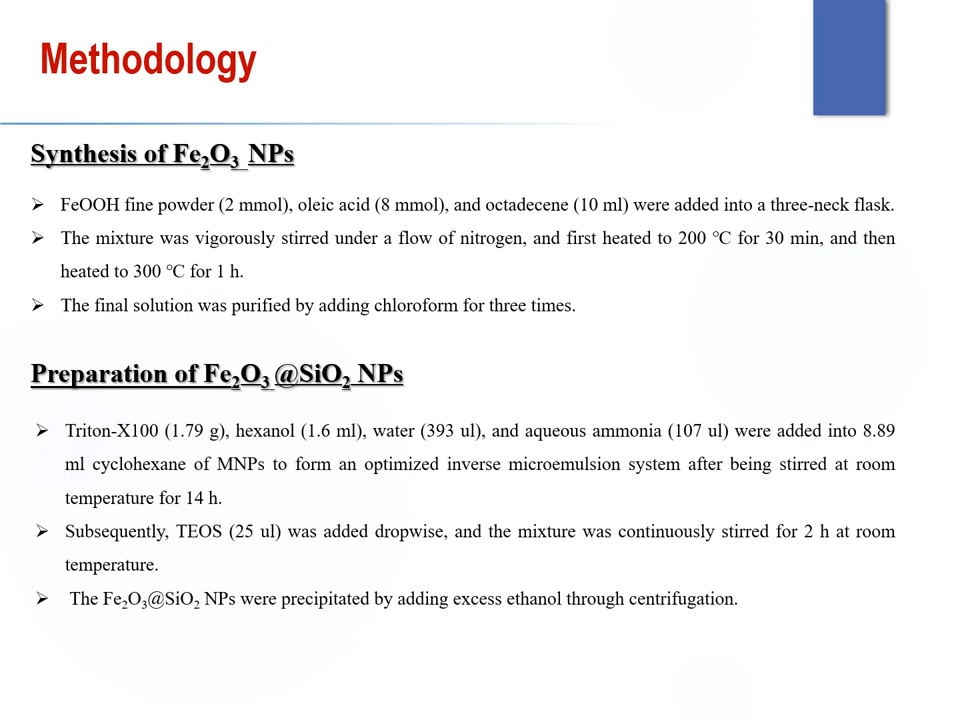 Methodology
Synthesis of Fe₂O₃ NPs
➢ FeOOH fine powder (2 mmol), oleic acid (8 mmol), and octadecene (10 ml) were added into a three-neck flask.
➢ The mixture was vigorously stirred under a flow of nitrogen, and first heated to 200 ℃ for 30 min, and then
heated to 300 ℃ for 1 h.
➢ The final solution was purified by adding chloroform for three times.
Preparation of Fe₂O₃ @SiO₂ NPs
➢ Triton-X100 (1.79 g), hexanol (1.6 ml), water (393 ul), and aqueous ammonia (107 ul) were added into 8.89
ml cyclohexane of MNPs to form an optimized inverse microemulsion system after being stirred at room
temperature for 14 h.
➢ Subsequently, TEOS (25 ul) was added dropwise, and the mixture was continuously stirred for 2 h at room
temperature.
➢ The Fe₂O₃@SiO₂ NPs were precipitated by adding excess ethanol through centrifugation.